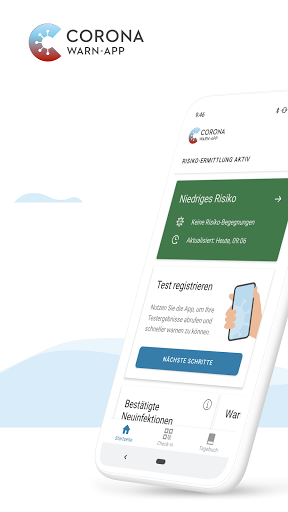 CORONA
WARN-APP
9:46
CORONA
WARN-APP
RISIKO-ERMITTLUNG AKTIV
Niedriges Risiko
Keine Risiko-Begegnungen
Aktualisiert: Heute, 09:06
Test registrieren
Nutzen Sie die App, um Ihre
Testergebnisse abrufen und
schneller warnen zu können
NÄCHSTE SCHRITTE
Bestätigte
Neuinfektionen
War
Startseite
Check-in
Tagebuch